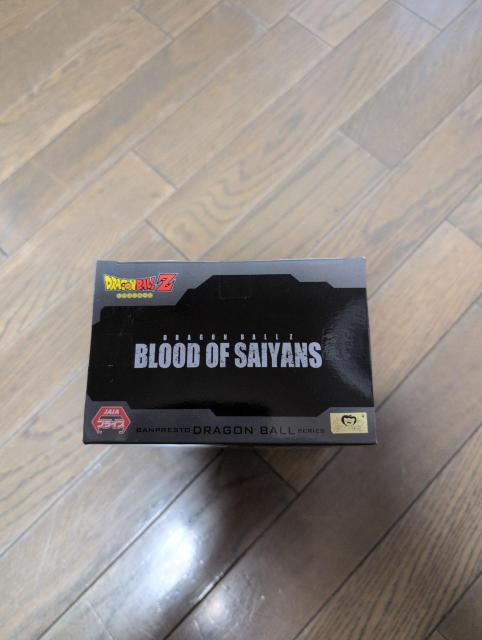 DRAGON BALL Z
DRAGON BALL Z
BLOOD OF SAIYANS
JAIA
プライズ
BANPRESTO DRAGON BALL SERIES